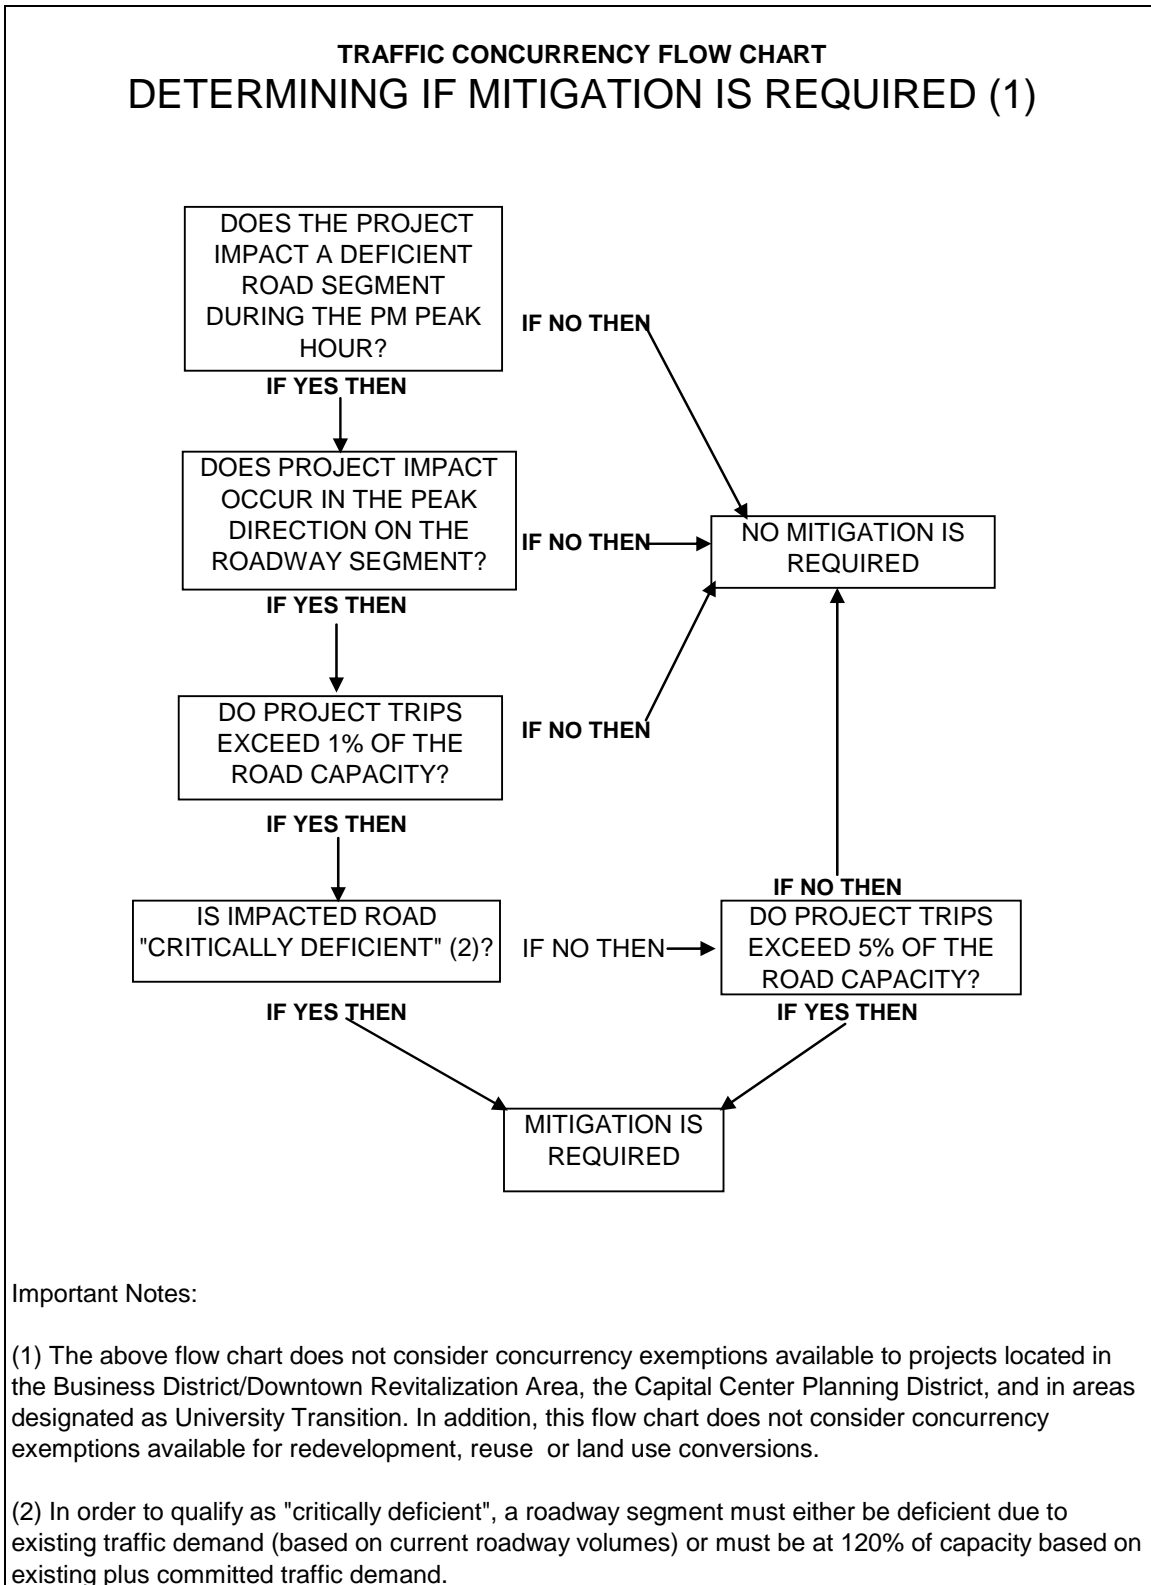 TRAFFIC CONCURRENCY FLOW CHART
DETERMINING IF MITIGATION IS REQUIRED (1)
DOES THE PROJECT
IMPACT A DEFICIENT
ROAD SEGMENT
DURING THE PM PEAK
HOUR?
IF NO THEN
IF YES THEN
DOES PROJECT IMPACT
OCCUR IN THE PEAK
DIRECTION ON THE
ROADWAY SEGMENT?
IF NO THEN
NO MITIGATION IS
REQUIRED
IF YES THEN
DO PROJECT TRIPS
EXCEED 1% OF THE
ROAD CAPACITY?
IF NO THEN
IF YES THEN
IS IMPACTED ROAD
"CRITICALLY DEFICIENT" (2)?
IF NO THEN
IF NO THEN
DO PROJECT TRIPS
EXCEED 5% OF THE
ROAD CAPACITY?
IF YES THEN
IF YES THEN
MITIGATION IS
REQUIRED
Important Notes:
(1) The above flow chart does not consider concurrency exemptions available to projects located in
the Business District/Downtown Revitalization Area, the Capital Center Planning District, and in areas
designated as University Transition. In addition, this flow chart does not consider concurrency
exemptions available for redevelopment, reuse  or land use conversions.
(2) In order to qualify as "critically deficient", a roadway segment must either be deficient due to
existing traffic demand (based on current roadway volumes) or must be at 120% of capacity based on
existing plus committed traffic demand.